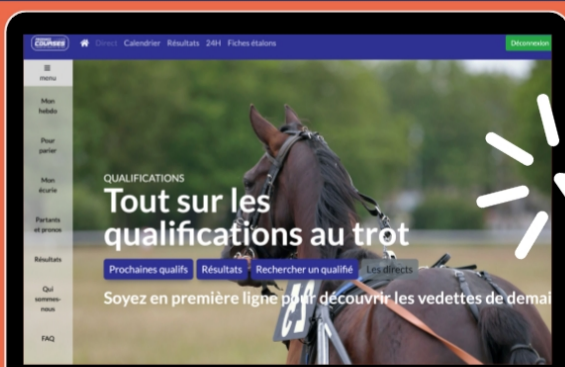 COURSES
Direct Calendrier Résultats 24H Fiches étalons
Déconnexion
menu
Mon
hebdo
Pour
parier
Mon
écurie
Partants
et pronos
Résultats
Qui
sommes-
nous
FAQ
QUALIFICATIONS
Tout sur les
qualifications au trot
Prochaines qualifs Résultats Rechercher un qualifié Les directs
Soyez en première ligne pour découvrir les vedettes de demai